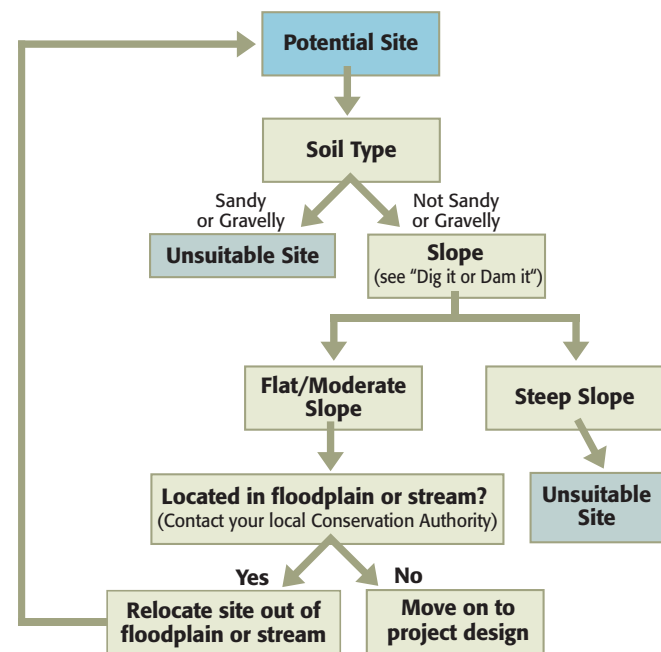 Potential Site
Soil Type
Sandy
or Gravelly
Not Sandy
or Gravelly
Unsuitable Site
Slope
(see “Dig it or Dam it“)
Flat/Moderate
Slope
Steep Slope
Located in floodplain or stream?
(Contact your local Conservation Authority)
Unsuitable
Site
Yes
No
Relocate site out of
floodplain or stream
Move on to
project design